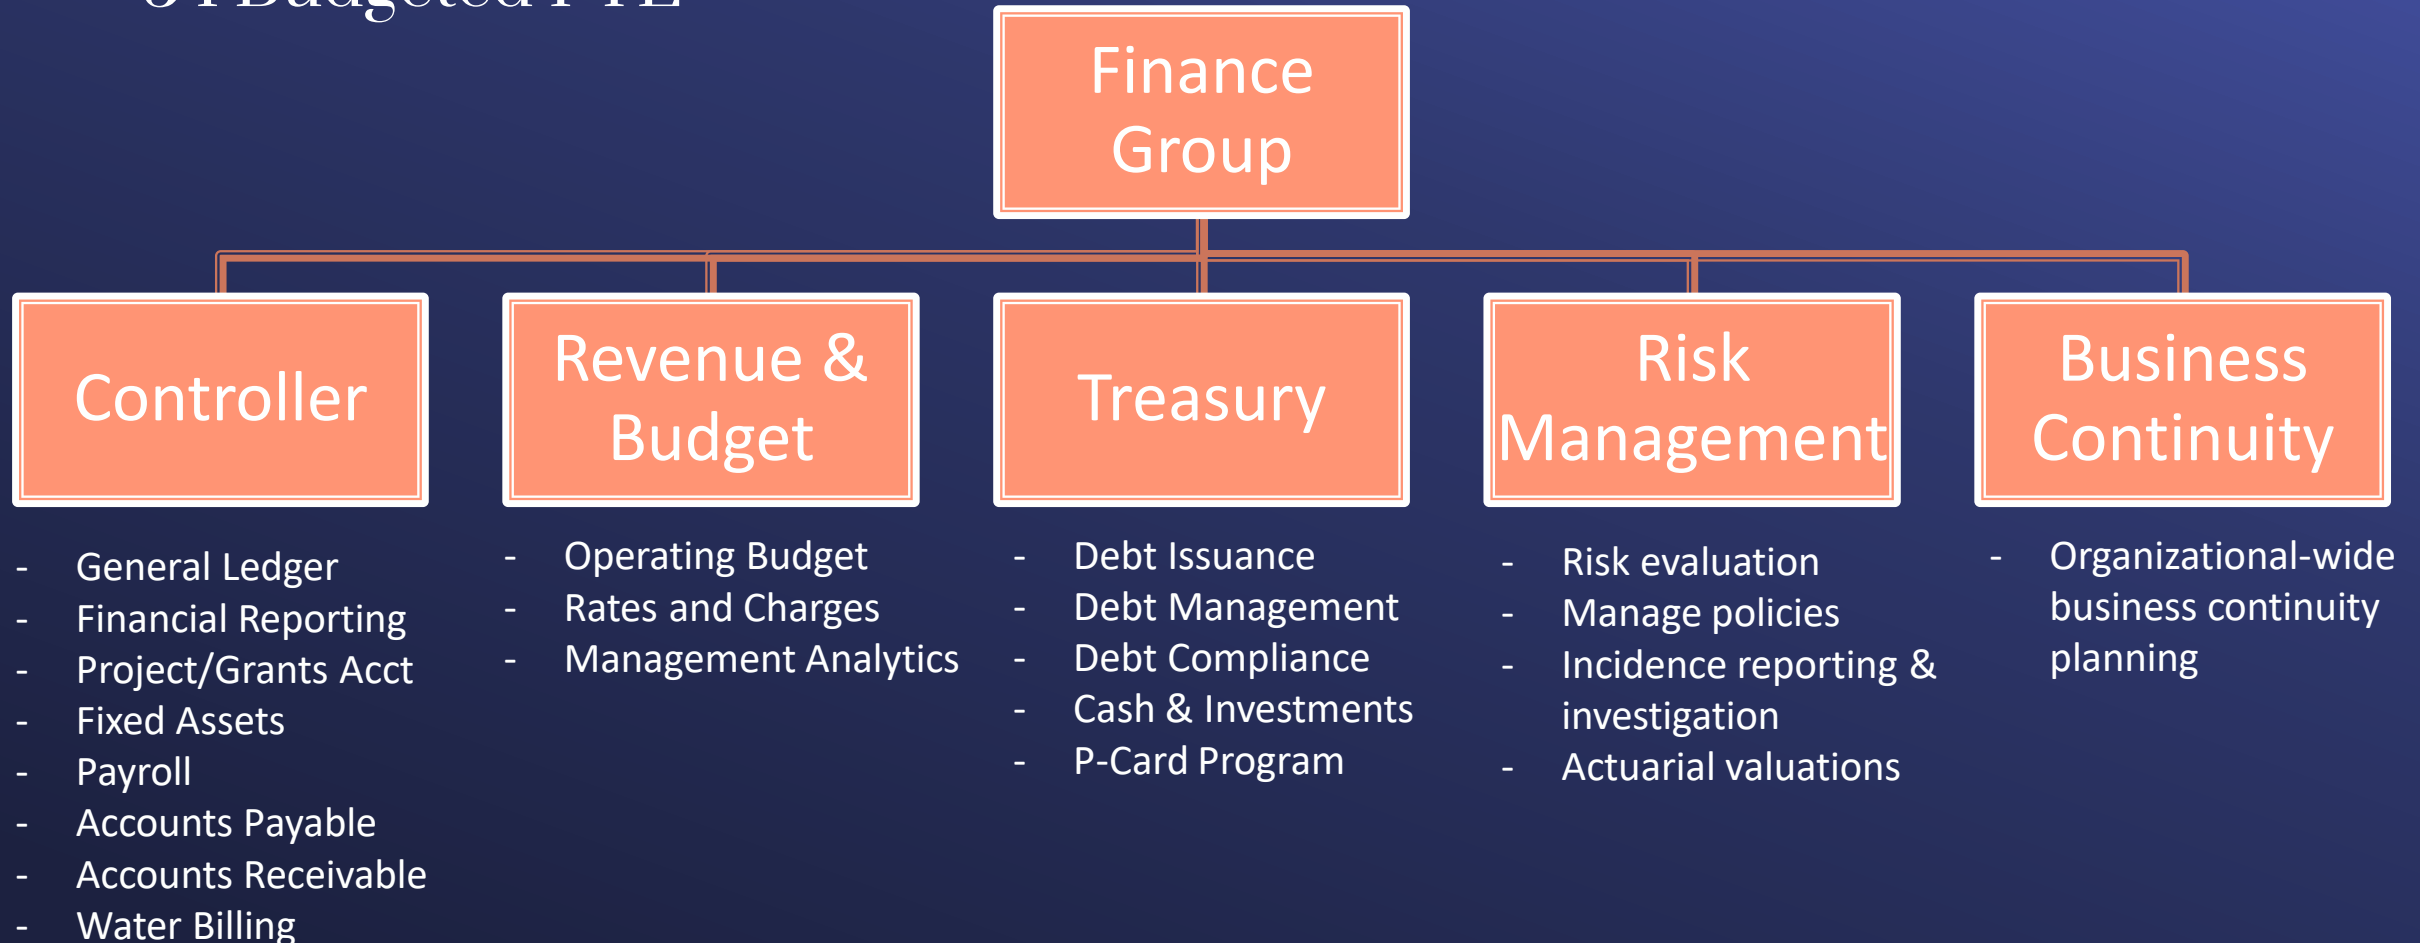 Budgeted FTE
Finance
Group
Controller
Revenue &
Budget
Treasury
Risk
Management
Business
Continuity
- General Ledger
- Financial Reporting
- Project/Grants Acct
- Fixed Assets
- Payroll
- Accounts Payable
- Accounts Receivable
- Water Billing
- Operating Budget
- Rates and Charges
- Management Analytics
- Debt Issuance
- Debt Management
- Debt Compliance
- Cash & Investments
- P-Card Program
- Risk evaluation
- Manage policies
- Incidence reporting &
investigation
- Actuarial valuations
- Organizational-wide
business continuity
planning